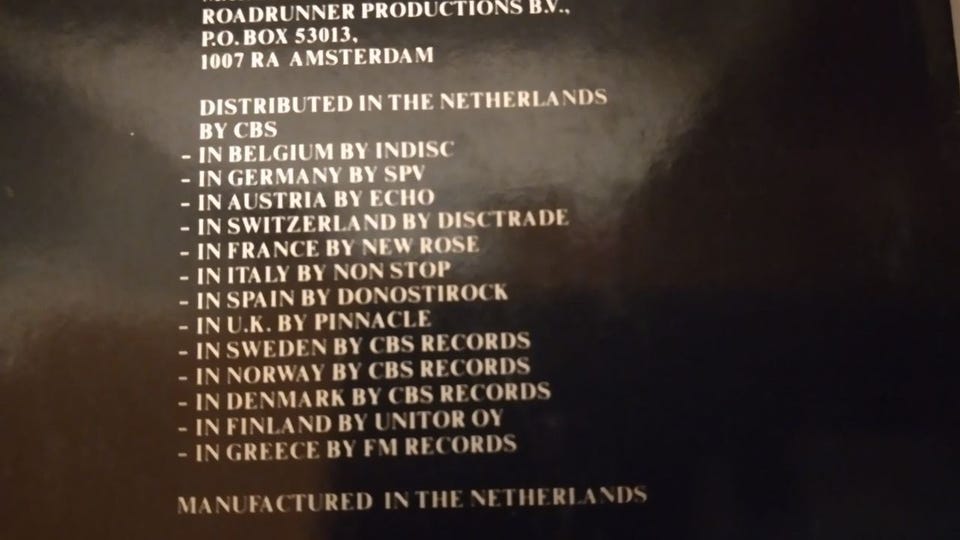 ROADRUNNER PRODUCTIONS B.V.,
P.O. BOX 53013,
1007 RA AMSTERDAM
DISTRIBUTED IN THE NETHERLANDS
BY CBS
- IN BELGIUM BY INDISC
- IN GERMANY BY SPV
- IN AUSTRIA BY ECHO
- IN SWITZERLAND BY DISCTRADE
- IN FRANCE BY NEW ROSE
- IN ITALY BY NON STOP
- IN SPAIN BY DONOSTIROCK
- IN U.K. BY PINNACLE
- IN SWEDEN BY CBS RECORDS
- IN NORWAY BY CBS RECORDS
- IN DENMARK BY CBS RECORDS
- IN FINLAND BY UNITOR OY
- IN GREECE BY FM RECORDS
MANUFACTURED IN THE NETHERLANDS